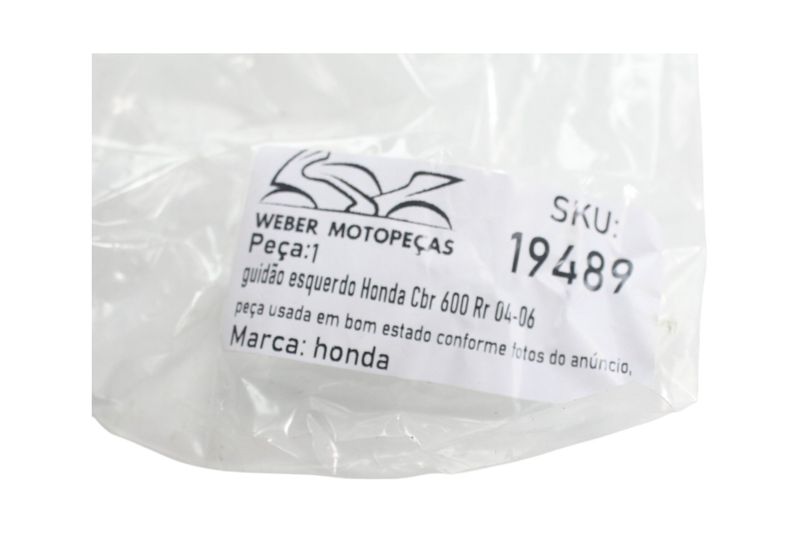 WEBER MOTOPEÇAS
SKU:
19489
Peça:1
guidão esquerdo Honda Cbr 600 Rr 04-06
peça usada em bom estado conforme fotos do anúncio.
Marca: honda